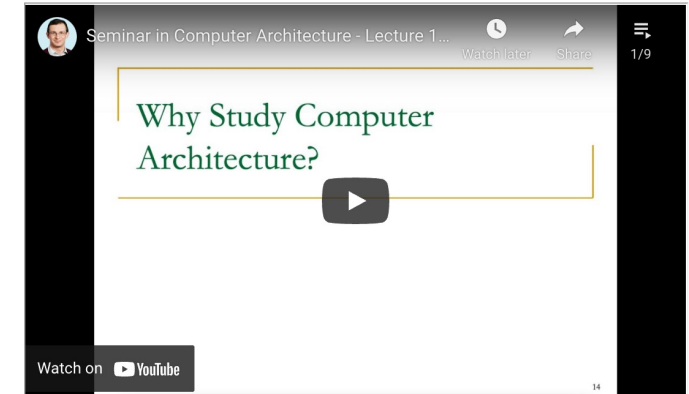 Seminar in Computer Architecture - Lecture 1...
Watch later
Share
1/9
Why Study Computer
Architecture?
Watch on YouTube
14